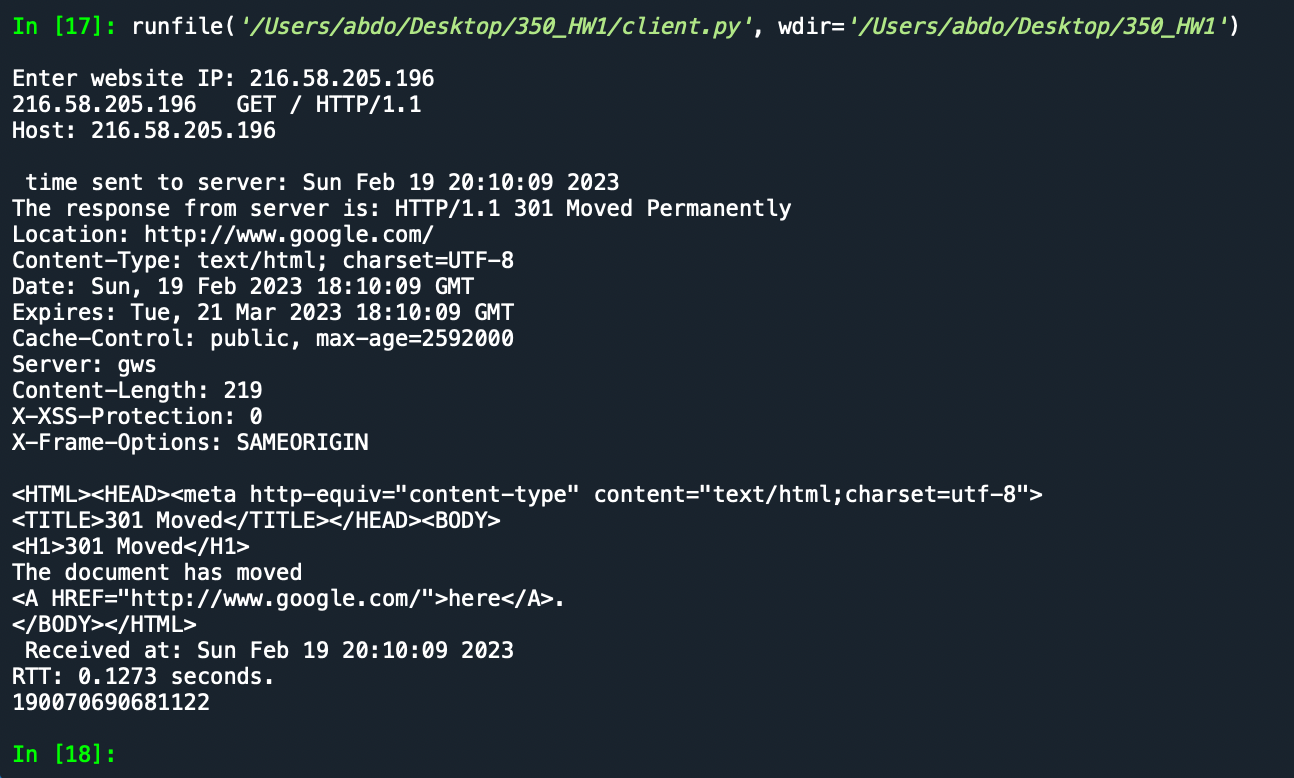 In [17]: runfile('/Users/abdo/Desktop/350_HW1/client.py', wdir='/Users/abdo/Desktop/350_HW1')
Enter website IP: 216.58.205.196
216.58.205.196   GET / HTTP/1.1
Host: 216.58.205.196
time sent to server: Sun Feb 19 20:10:09 2023
The response from server is: HTTP/1.1 301 Moved Permanently
Location: http://www.google.com/
Content-Type: text/html; charset=UTF-8
Date: Sun, 19 Feb 2023 18:10:09 GMT
Expires: Tue, 21 Mar 2023 18:10:09 GMT
Cache-Control: public, max-age=2592000
Server: gws
Content-Length: 219
X-XSS-Protection: 0
X-Frame-Options: SAMEORIGIN
<HTML><HEAD><meta http-equiv="content-type" content="text/html;charset=utf-8">
<TITLE>301 Moved</TITLE></HEAD><BODY>
<H1>301 Moved</H1>
The document has moved
<A HREF="http://www.google.com/">here</A>.
</BODY></HTML>
Received at: Sun Feb 19 20:10:09 2023
RTT: 0.1273 seconds.
190070690681122
In [18]: